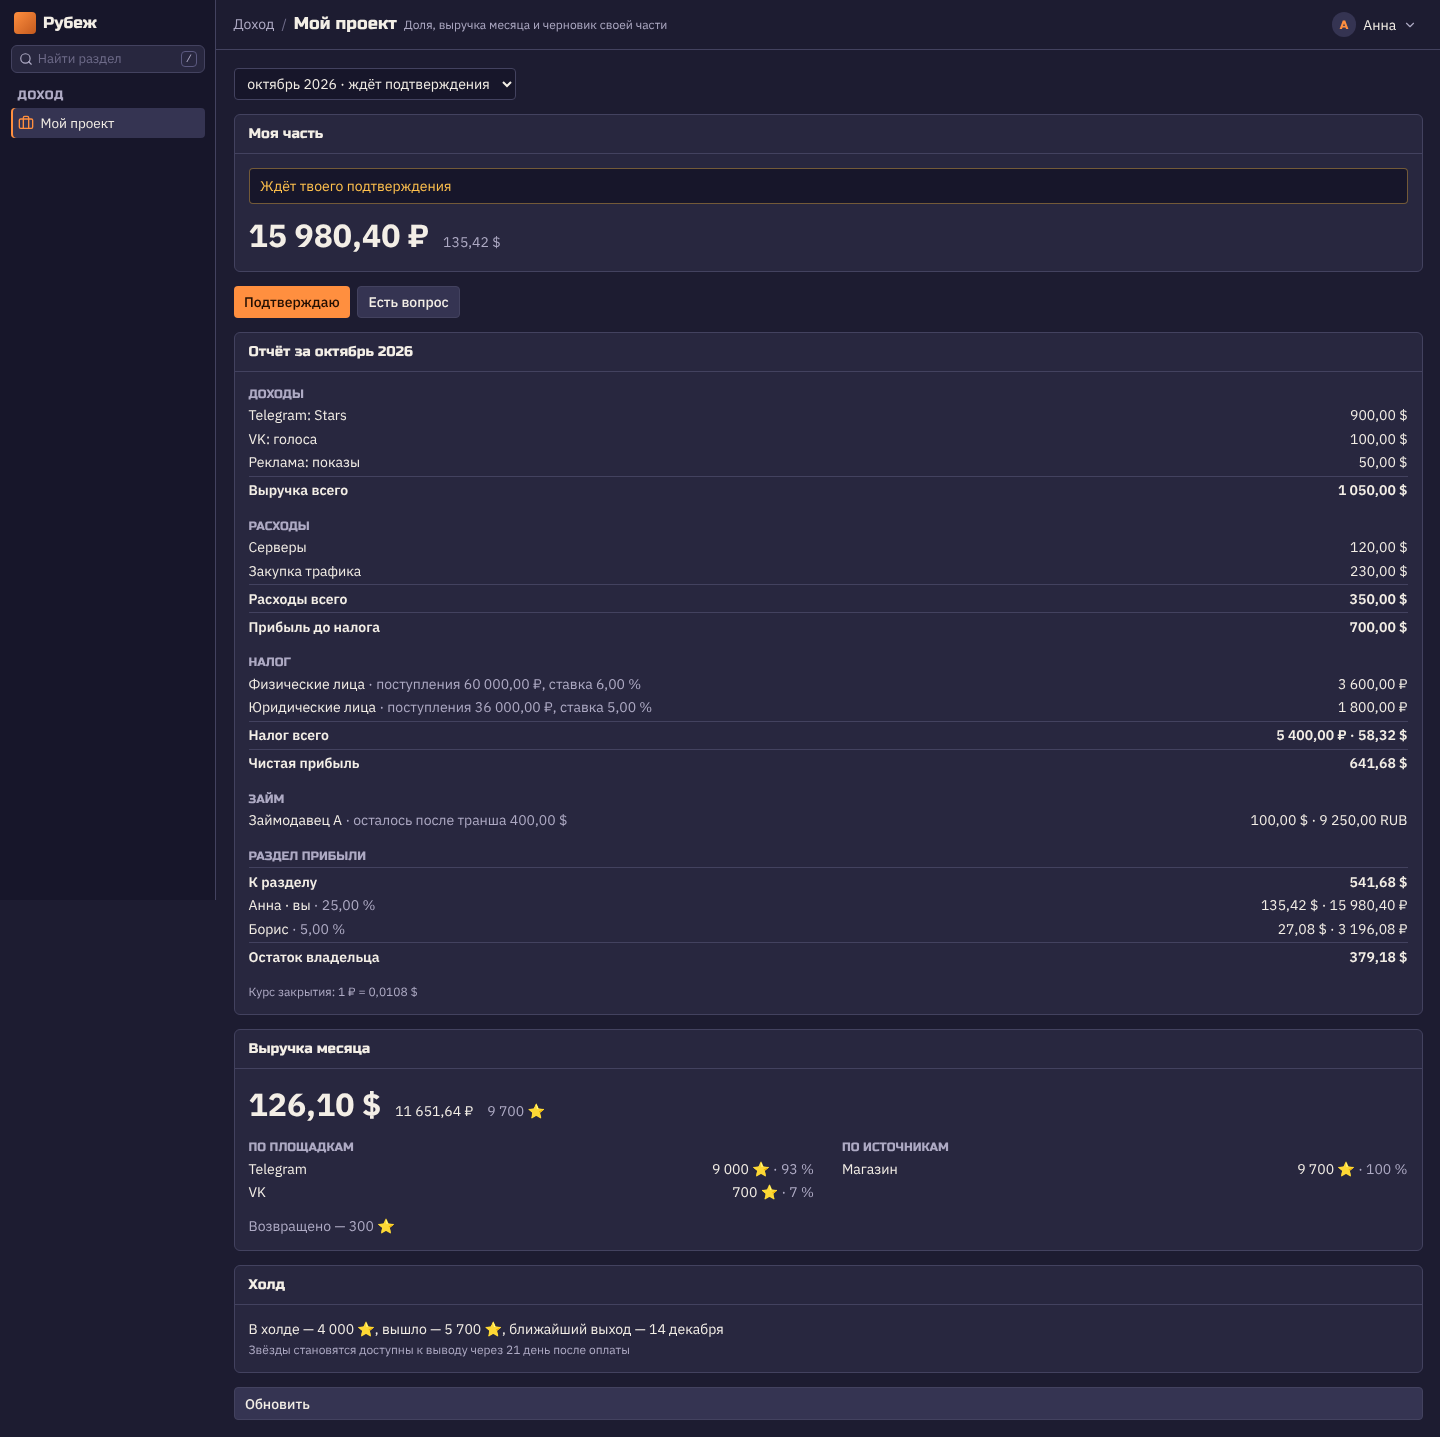 Рубеж
Найти раздел /
ДОХОД
Мой проект
Доход / Мой проект Доля, выручка месяца и черновик своей части
А Анна
октябрь 2026 · ждёт подтверждения
Моя часть
Ждёт твоего подтверждения
15 980,40 ₽ 135,42 $
Подтверждаю Есть вопрос
Отчёт за октябрь 2026
ДОХОДЫ
Telegram: Stars 900,00 $
VK: голоса 100,00 $
Реклама: показы 50,00 $
Выручка всего 1 050,00 $
РАСХОДЫ
Серверы 120,00 $
Закупка трафика 230,00 $
Расходы всего 350,00 $
Прибыль до налога 700,00 $
НАЛОГ
Физические лица · поступления 60 000,00 ₽, ставка 6,00 % 3 600,00 ₽
Юридические лица · поступления 36 000,00 ₽, ставка 5,00 % 1 800,00 ₽
Налог всего 5 400,00 ₽ · 58,32 $
Чистая прибыль 641,68 $
ЗАЙМ
Займодавец А · осталось после транша 400,00 $ 100,00 $ · 9 250,00 RUB
РАЗДЕЛ ПРИБЫЛИ
К разделу 541,68 $
Анна · вы · 25,00 % 135,42 $ · 15 980,40 ₽
Борис · 5,00 % 27,08 $ · 3 196,08 ₽
Остаток владельца 379,18 $
Курс закрытия: 1 ₽ = 0,0108 $
Выручка месяца
126,10 $ 11 651,64 ₽ 9 700 ⭐
ПО ПЛОЩАДКАМ ПО ИСТОЧНИКАМ
Telegram 9 000 ⭐ · 93 % Магазин 9 700 ⭐ · 100 %
VK 700 ⭐ · 7 %
Возвращено — 300 ⭐
Холд
В холде — 4 000 ⭐, вышло — 5 700 ⭐, ближайший выход — 14 декабря
Звёзды становятся доступны к выводу через 21 день после оплаты
Обновить